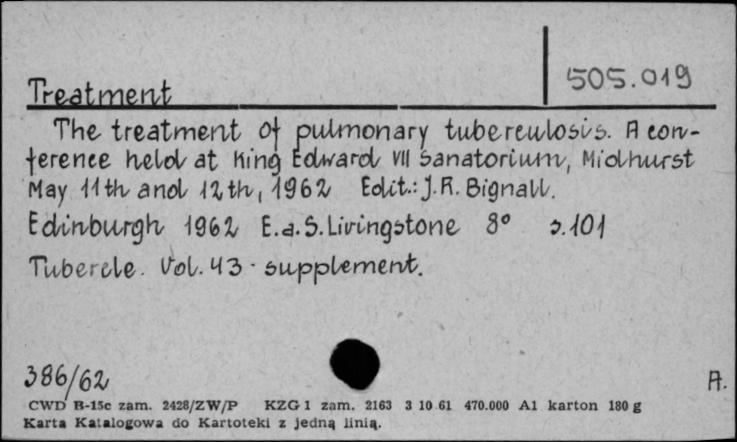 505.019
Treatment
The treatment of pulmonary tuberculosis. A con-
ference held at King Edward VII Sanatorium, Midhurst
May 11th and 12th, 1962 Edit.: J.R. Bignall.
Edinburgh 1962 E.a.S. Livingstone 8° s.101
Tubercle. Vol. 43 - supplement.
386/62
A.
CWD B-15c zam. 2428/ZW/P KZG 1 zam. 2163 3 10 61 470.000 A1 karton 180 g
Karta Katalogowa do Kartoteki z jedną linią.